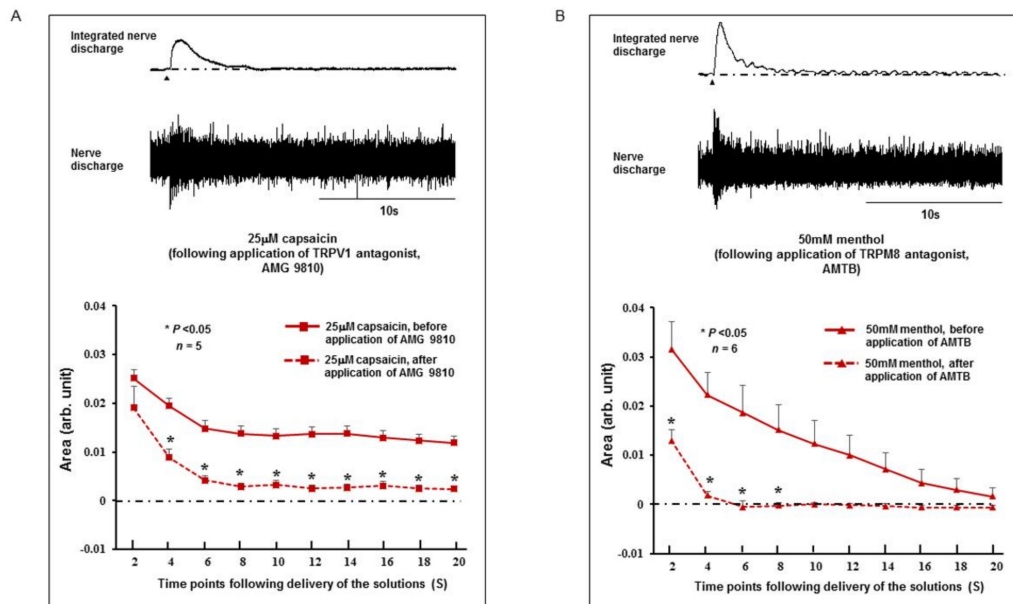 A
Integrated nerve
discharge
Nerve
discharge
10s
25μM capsaicin
(following application of TRPV1 antagonist,
AMG 9810)
0.04
0.03
0.02
0.01
0
-0.01
Area (arb. unit)
* P <0.05
n = 5
25μM capsaicin, before
application of AMG 9810
25μM capsaicin, after
application of AMG 9810
* * * * * * * * *
2 4 6 8 10 12 14 16 18 20
Time points following delivery of the solutions (S)
B
Integrated nerve
discharge
Nerve
discharge
10s
50mM menthol
(following application of TRPM8 antagonist,
AMTB)
0.04
0.03
0.02
0.01
0
-0.01
Area (arb. unit)
* P <0.05
n = 6
50mM menthol, before
application of AMTB
50mM menthol, after
application of AMTB
* * * *
2 4 6 8 10 12 14 16 18 20
Time points following delivery of the solutions (S)